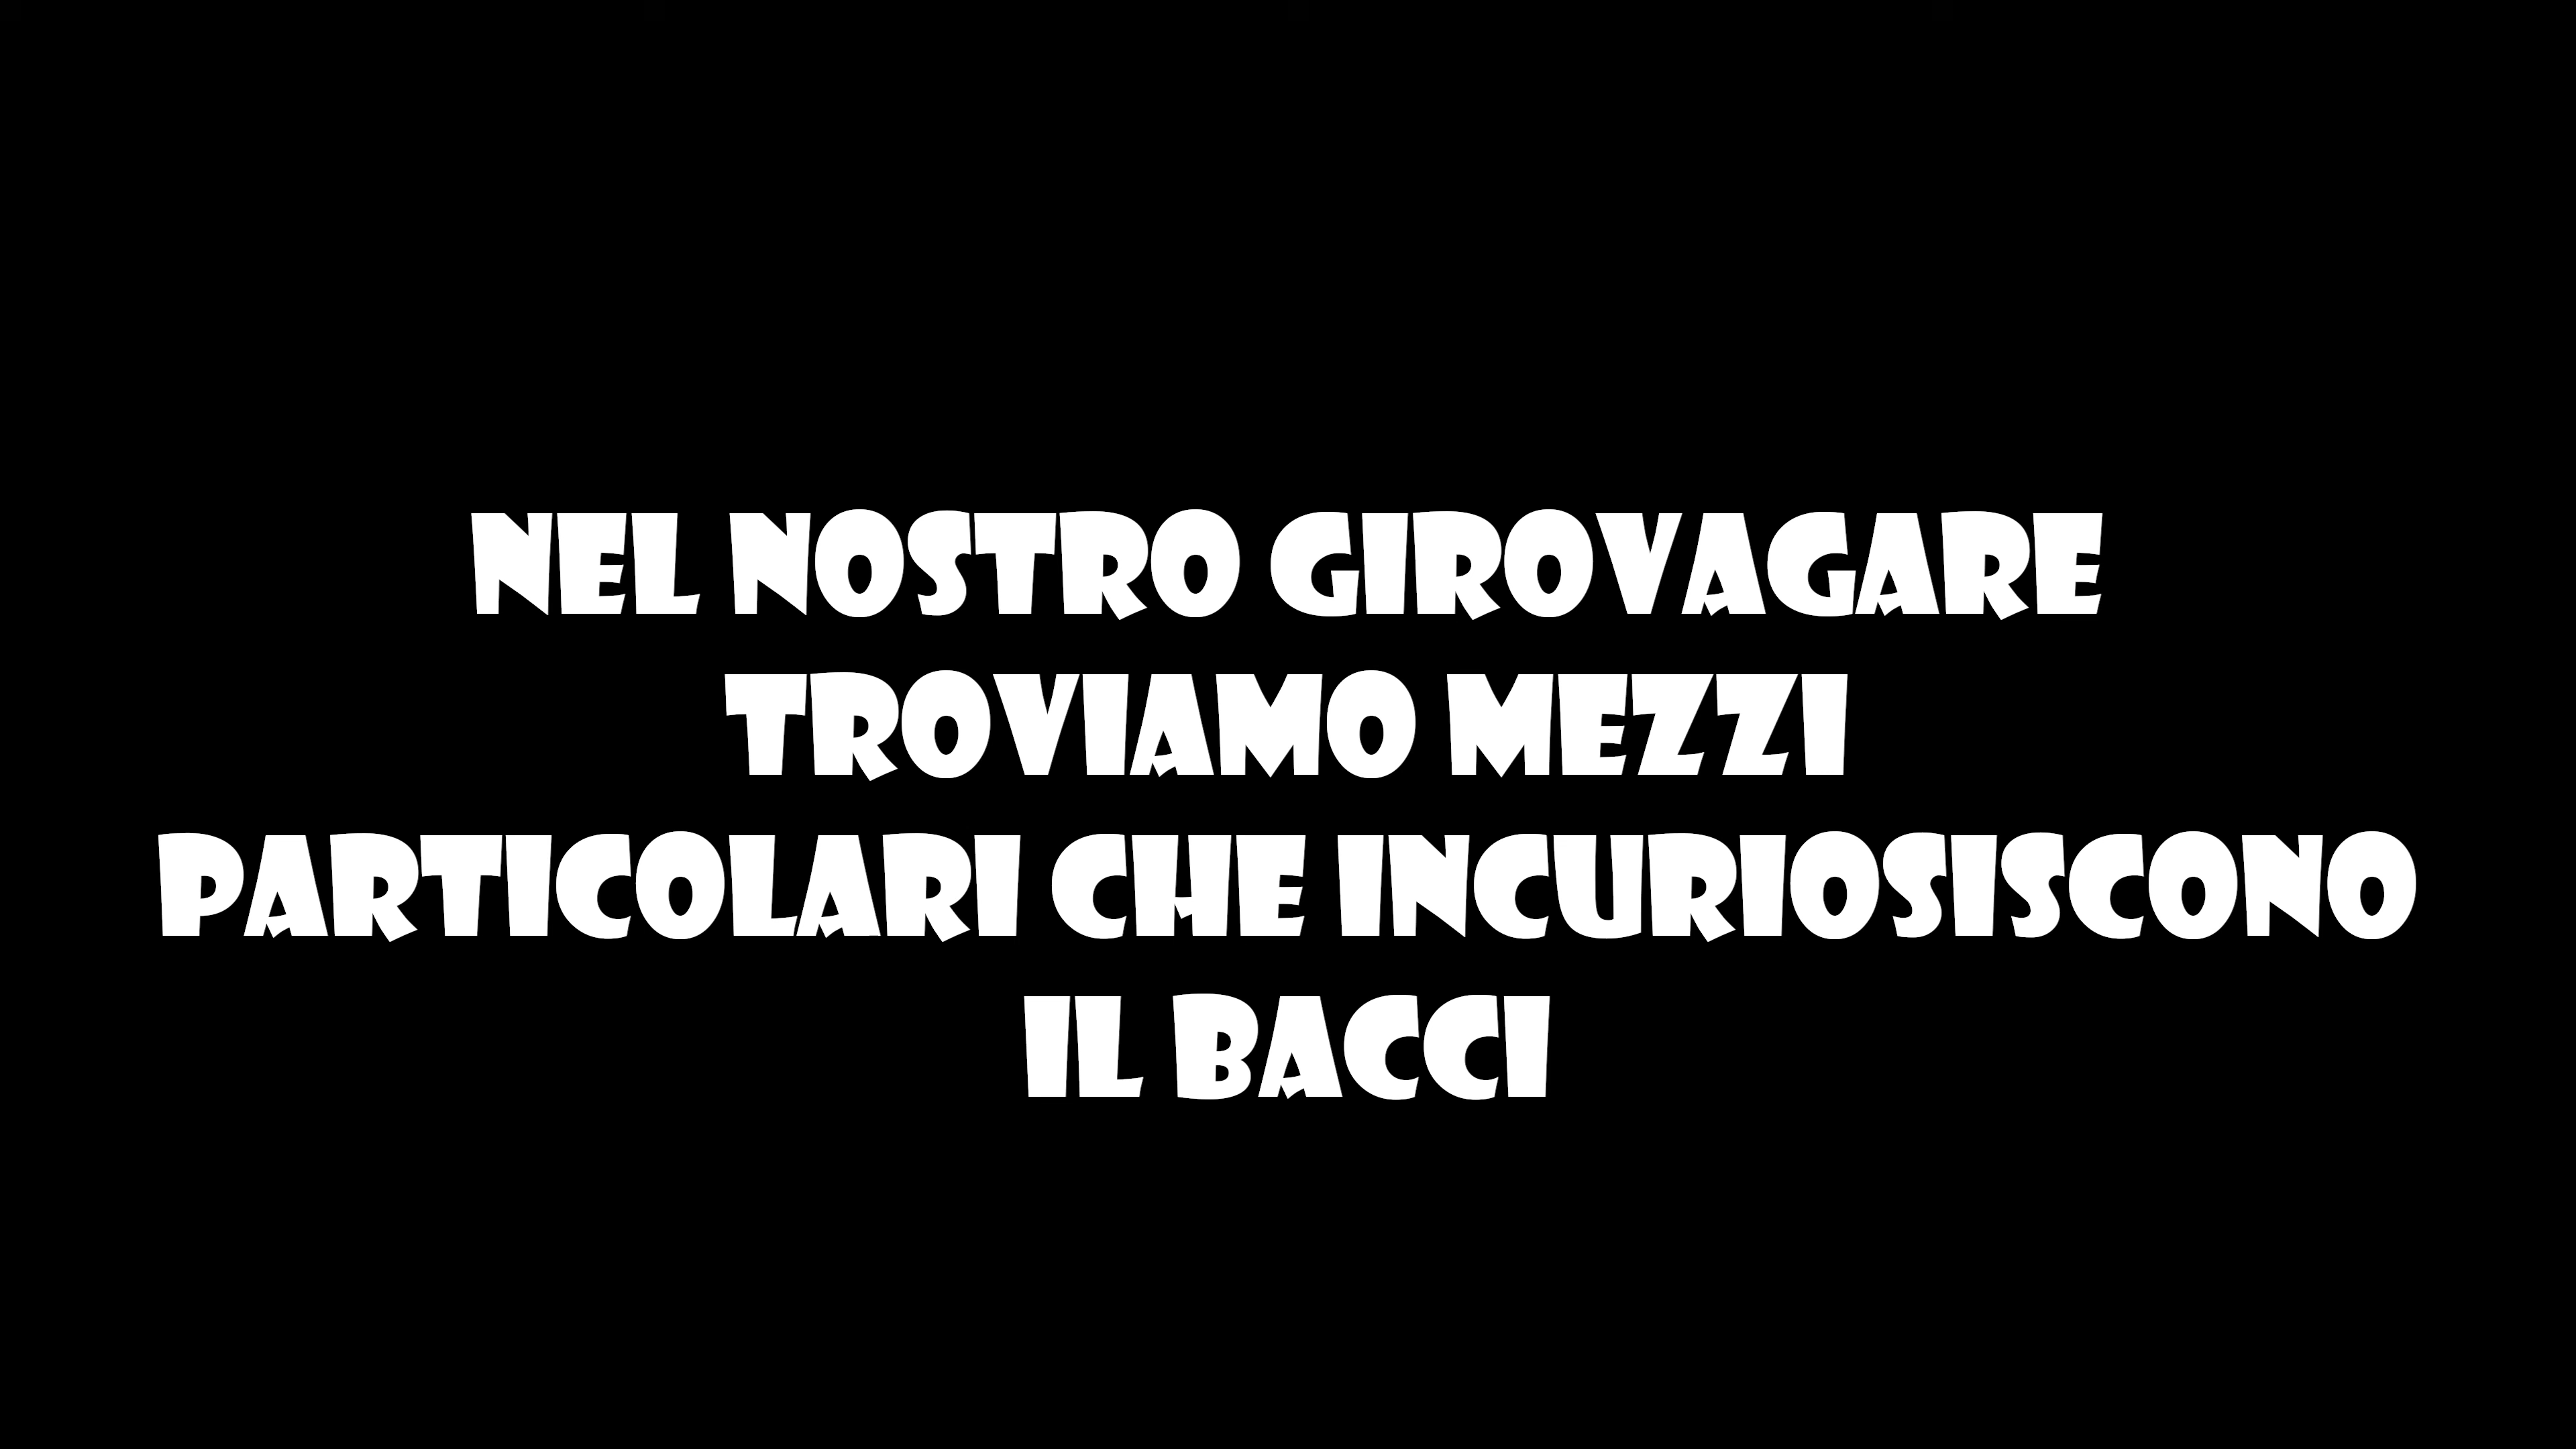 NEL NOSTRO GIROVAGARE
TROVIAMO MEZZI
PARTICOLARI CHE INCURIOSISCONO
IL BACCI